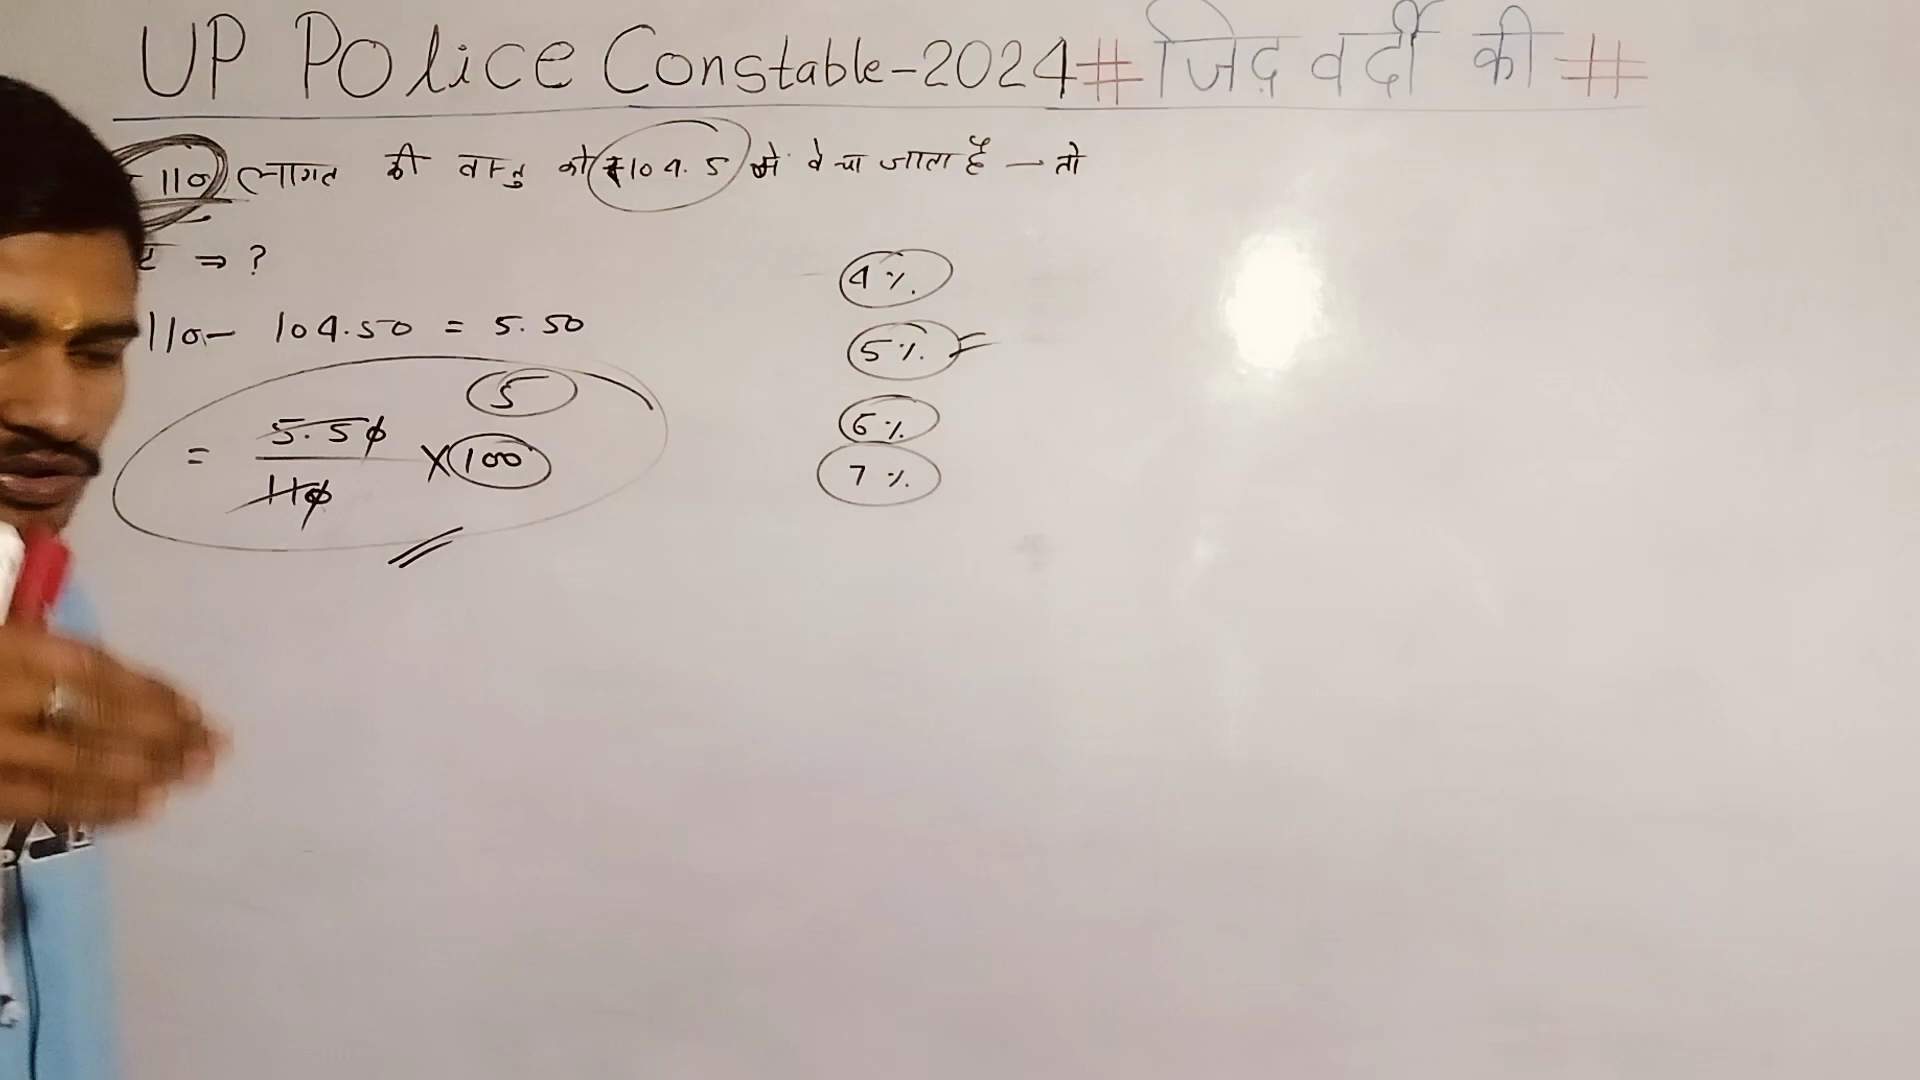 UP Police Constable-2024 # जिद वर्दी की #
110 लागत की वस्तु को ₹104.5 में बेचा जाता है — तो
⇒ ?
110 - 104.50 = 5.50
5
= 5.50 / 110 × 100
4 %.
5 %.
6 %.
7 %.